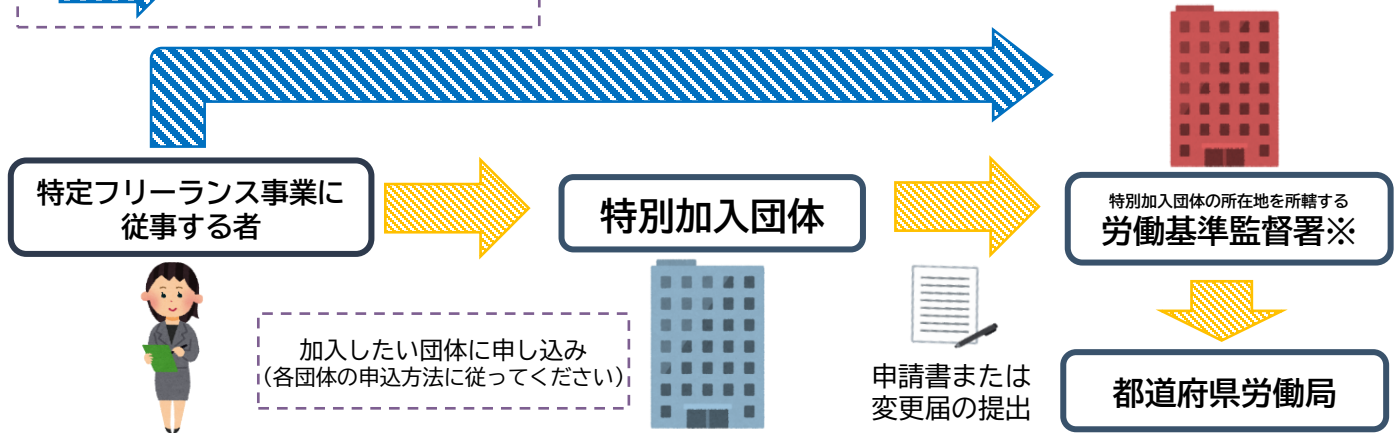 特定フリーランス事業に
従事する者
特別加入団体
特別加入団体の所在地を所轄する
労働基準監督署※
加入したい団体に申し込み
（各団体の申込方法に従ってください）
申請書または
変更届の提出
都道府県労働局